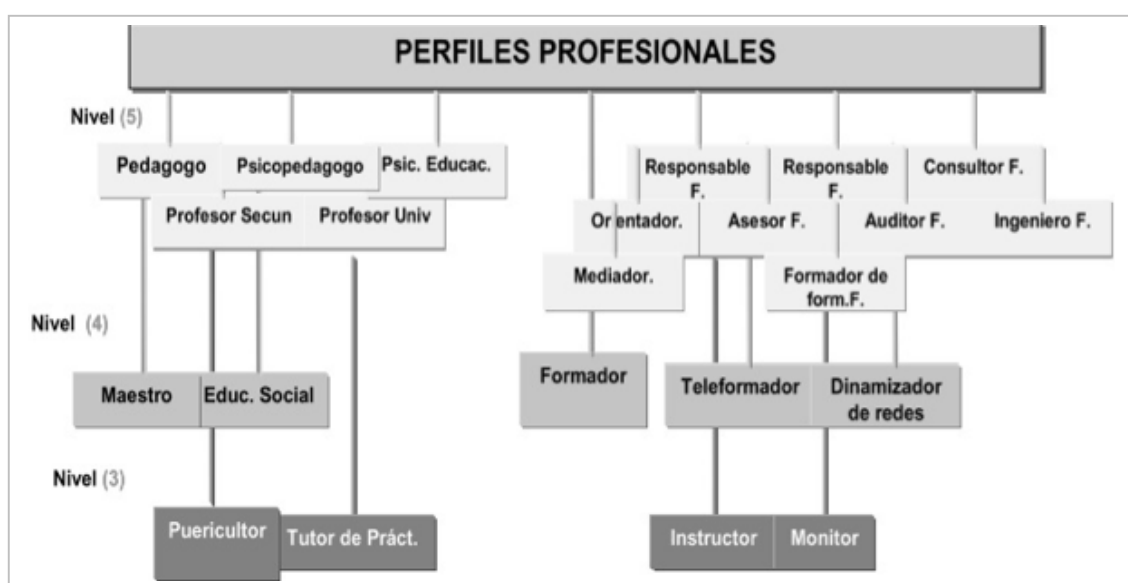 PERFILES PROFESIONALES
Nivel (5)
Pedagogo
Psicopedagogo
Psic. Educac.
Responsable
F.
Responsable
F.
Consultor F.
Profesor Secun
Profesor Univ
Orientador.
Asesor F.
Auditor F.
Ingeniero F.
Mediador.
Formador de
form.F.
Nivel (4)
Maestro
Educ. Social
Formador
Teleformador
Dinamizador
de redes
Nivel (3)
Puericultor
Tutor de Práct.
Instructor
Monitor